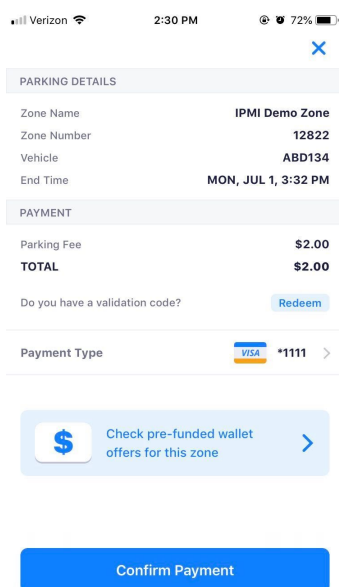 Verizon 2:30 PM 72%
PARKING DETAILS
Zone Name IPMI Demo Zone
Zone Number 12822
Vehicle ABD134
End Time MON, JUL 1, 3:32 PM
PAYMENT
Parking Fee $2.00
TOTAL $2.00
Do you have a validation code? Redeem
Payment Type VISA *1111
$ Check pre-funded wallet
offers for this zone
Confirm Payment